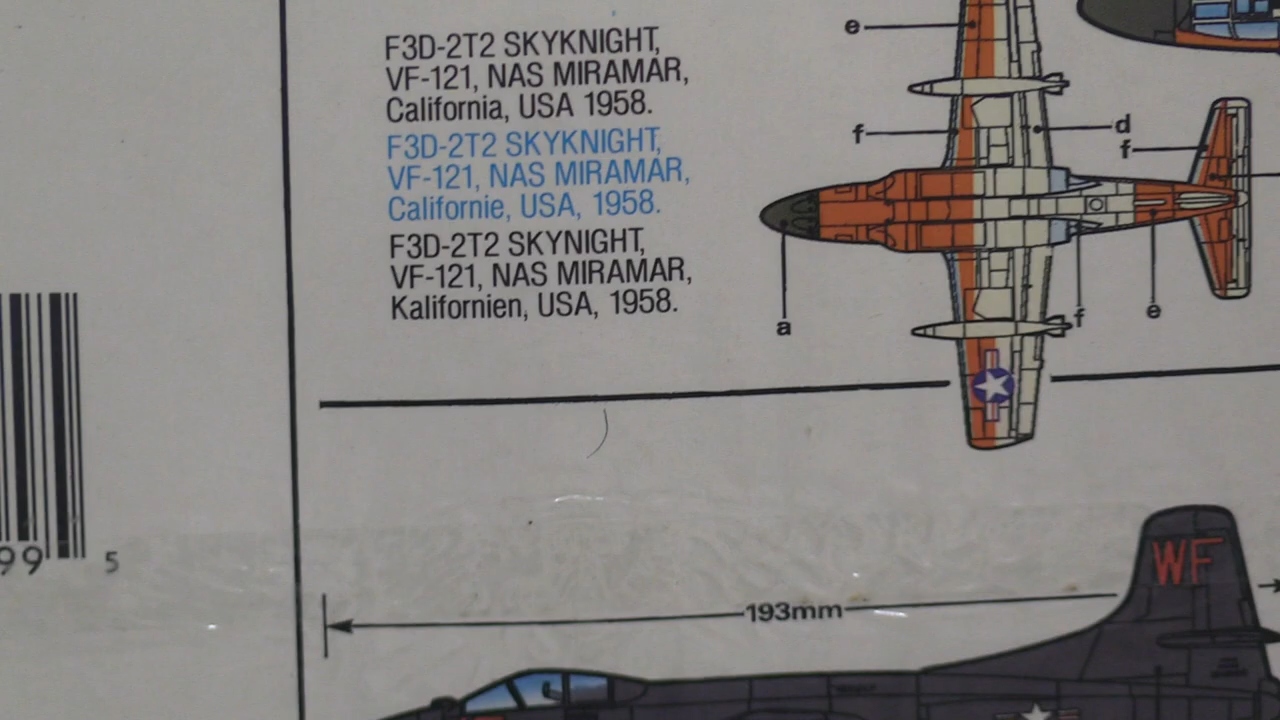 F3D-2T2 SKYKNIGHT,
VF-121, NAS MIRAMAR,
California, USA 1958.
F3D-2T2 SKYKNIGHT,
VF-121, NAS MIRAMAR,
Californie, USA, 1958.
F3D-2T2 SKYNIGHT,
VF-121, NAS MIRAMAR,
Kalifornien, USA, 1958.
e
f
d
f
a
f
e
99 5
WF
193mm